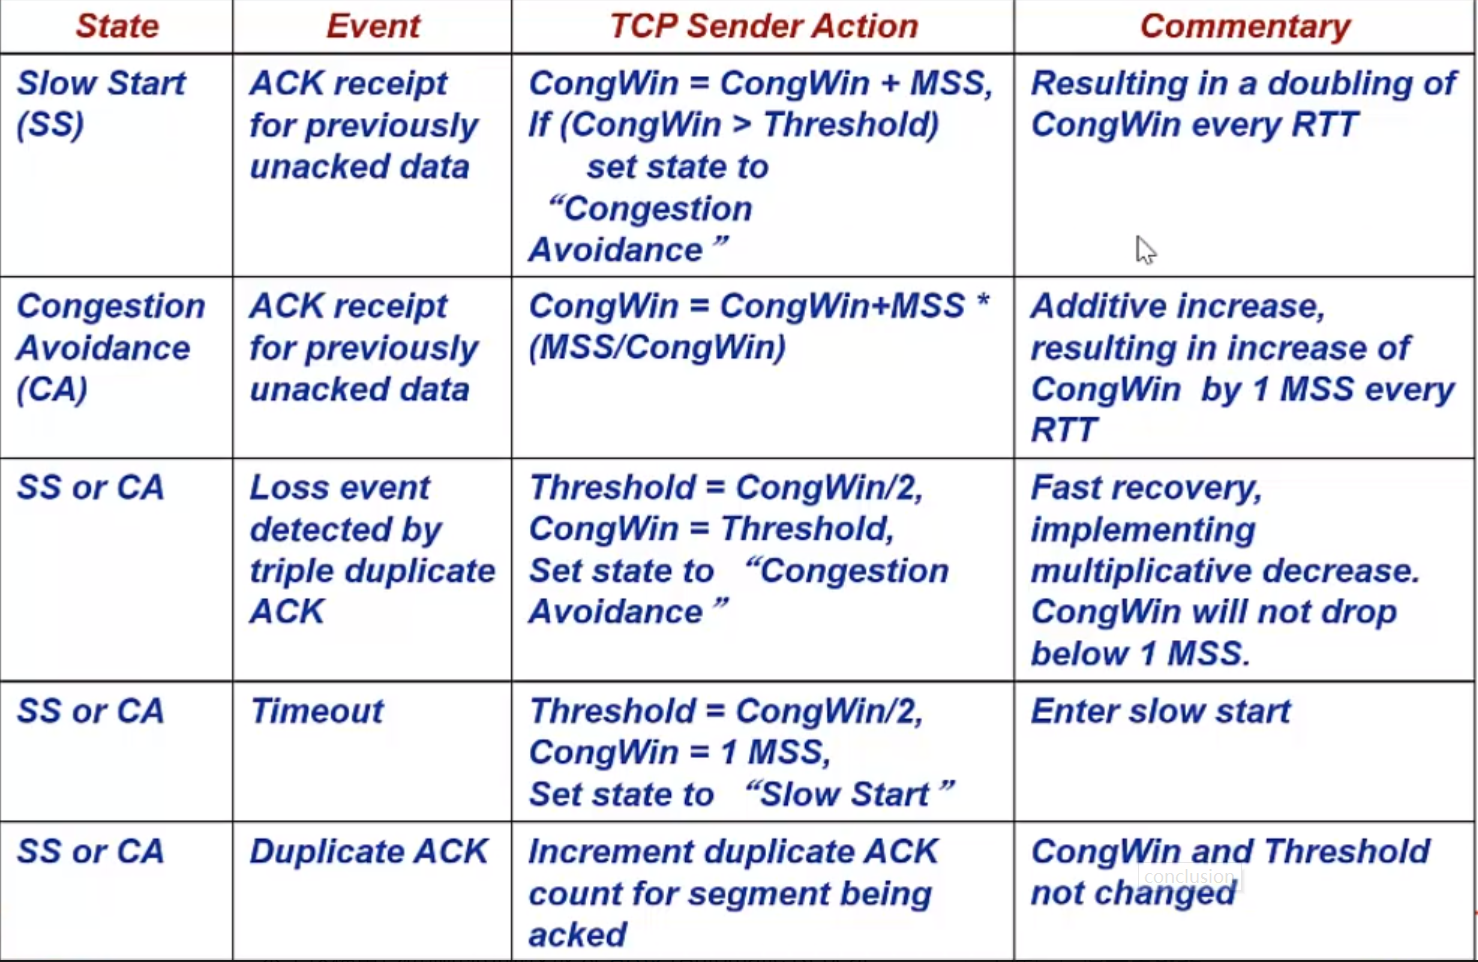 State Event TCP Sender Action Commentary
Slow Start
(SS)
ACK receipt
for previously
unacked data
CongWin = CongWin + MSS,
If (CongWin > Threshold)
set state to
“Congestion
Avoidance ”
Resulting in a doubling of
CongWin every RTT
Congestion
Avoidance
(CA)
ACK receipt
for previously
unacked data
CongWin = CongWin+MSS *
(MSS/CongWin)
Additive increase,
resulting in increase of
CongWin by 1 MSS every
RTT
SS or CA
Loss event
detected by
triple duplicate
ACK
Threshold = CongWin/2,
CongWin = Threshold,
Set state to “Congestion
Avoidance ”
Fast recovery,
implementing
multiplicative decrease.
CongWin will not drop
below 1 MSS.
SS or CA
Timeout
Threshold = CongWin/2,
CongWin = 1 MSS,
Set state to “Slow Start ”
Enter slow start
SS or CA
Duplicate ACK
Increment duplicate ACK
count for segment being
acked
CongWin and Threshold
not changed
conclusion